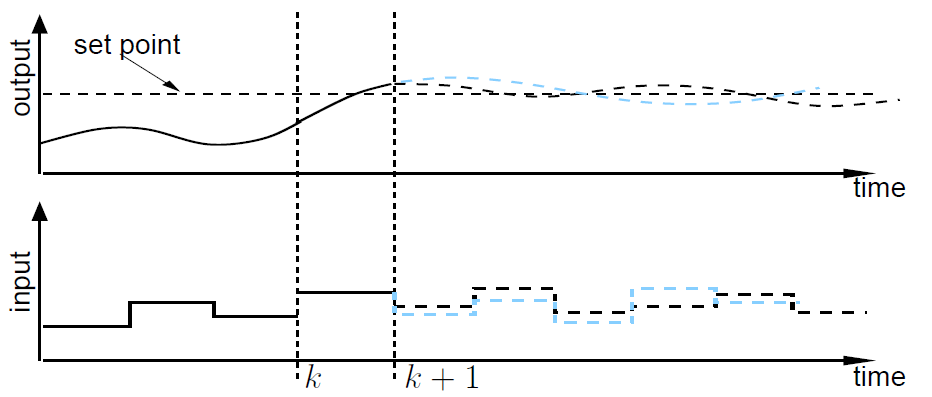 output
set point
time
input
k
k + 1
time